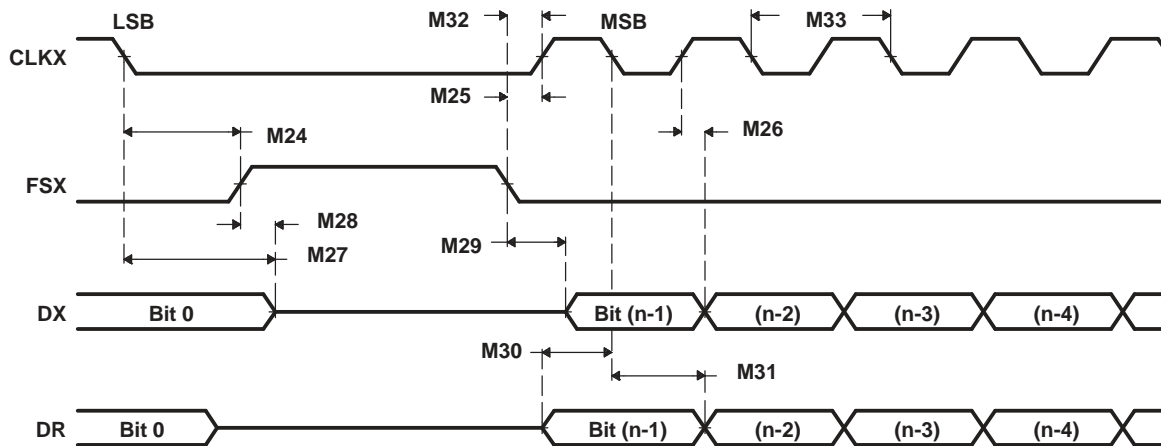 LSB M32 MSB M33
CLKX
M25
M24 M26
FSX
M28
M29
M27
DX Bit 0 Bit (n-1) (n-2) (n-3) (n-4)
M30
M31
DR Bit 0 Bit (n-1) (n-2) (n-3) (n-4)